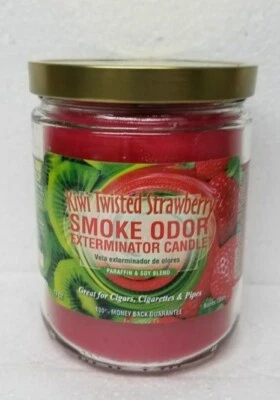 Kiwi Twisted Strawberry
SMOKE ODOR
EXTERMINATOR CANDLE
Vela exterminador de olores
PARAFFIN & SOY BLEND
Great for Cigars, Cigarettes & Pipes
100% MONEY BACK GUARANTEE